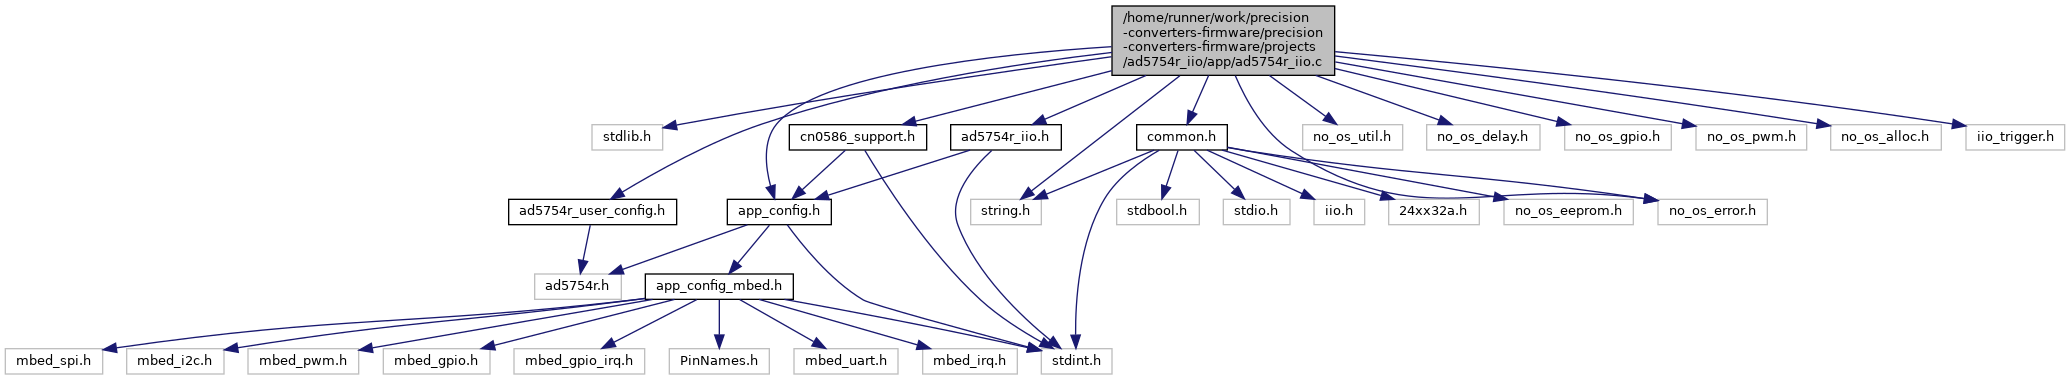 /home/runner/work/precision
-converters-firmware/precision
-converters-firmware/projects
/ad5754r_iio/app/ad5754r_iio.c
stdlib.h
cn0586_support.h
ad5754r_iio.h
common.h
no_os_util.h
no_os_delay.h
no_os_gpio.h
no_os_pwm.h
no_os_alloc.h
iio_trigger.h
ad5754r_user_config.h
app_config.h
string.h
stdbool.h
stdio.h
iio.h
24xx32a.h
no_os_eeprom.h
no_os_error.h
ad5754r.h
app_config_mbed.h
mbed_spi.h
mbed_i2c.h
mbed_pwm.h
mbed_gpio.h
mbed_gpio_irq.h
PinNames.h
mbed_uart.h
mbed_irq.h
stdint.h